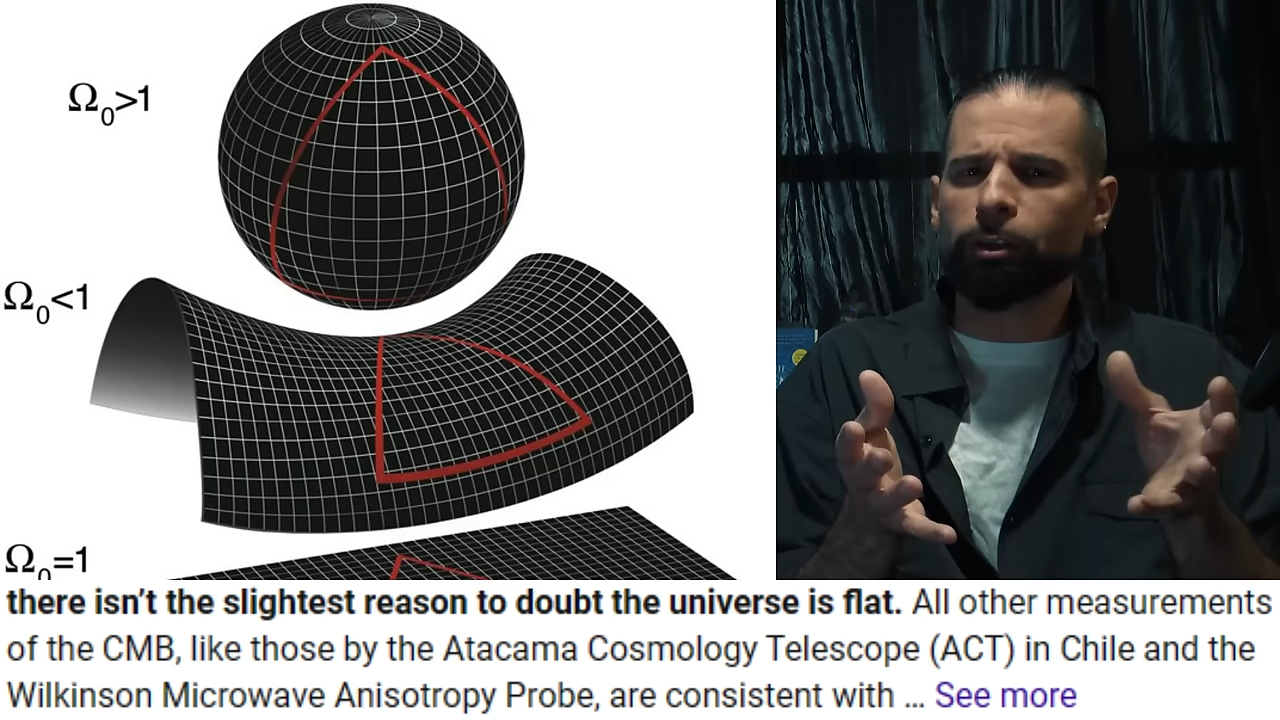 Ω₀>1
Ω₀<1
Ω₀=1
there isn't the slightest reason to doubt the universe is flat. All other measurements
of the CMB, like those by the Atacama Cosmology Telescope (ACT) in Chile and the
Wilkinson Microwave Anisotropy Probe, are consistent with ... See more